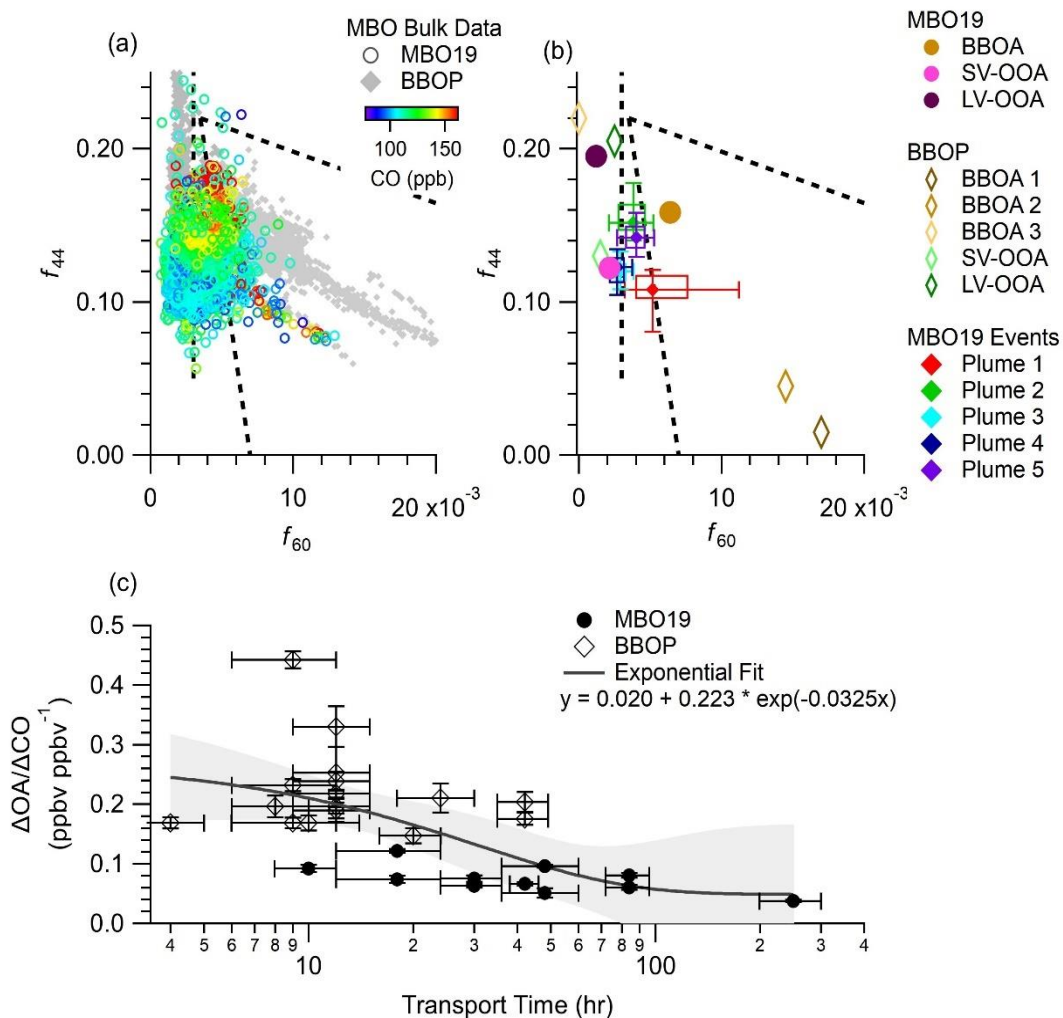 (a)
MBO Bulk Data
MBO19
BBOP
100
150
CO (ppb)
0.20
0.10
0.00
f44
0
10
20 x10-3
f60
(b)
0.20
0.10
0.00
f44
0
10
20 x10-3
f60
MBO19
BBOA
SV-OOA
LV-OOA
BBOP
BBOA 1
BBOA 2
BBOA 3
SV-OOA
LV-OOA
MBO19 Events
Plume 1
Plume 2
Plume 3
Plume 4
Plume 5
(c)
0.5
0.4
0.3
0.2
0.1
0.0
ΔOA/ΔCO
(ppbv ppbv-1)
MBO19
BBOP
Exponential Fit
y = 0.020 + 0.223 * exp(-0.0325x)
4 5 6 7 8 9 2 3 4 5 6 7 8 9 2 3 4
10 100
Transport Time (hr)